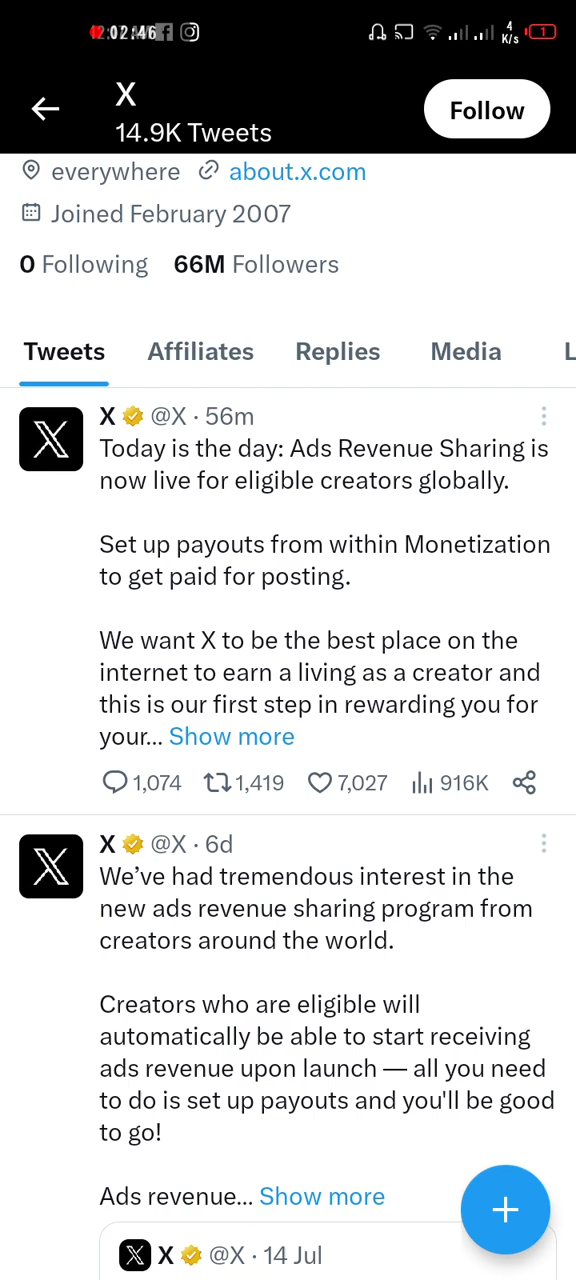 02:46
4
K/s
1
X
14.9K Tweets
Follow
everywhere about.x.com
Joined February 2007
0 Following 66M Followers
Tweets Affiliates Replies Media L
X @X · 56m
Today is the day: Ads Revenue Sharing is
now live for eligible creators globally.
Set up payouts from within Monetization
to get paid for posting.
We want X to be the best place on the
internet to earn a living as a creator and
this is our first step in rewarding you for
your... Show more
1,074 1,419 7,027 916K
X @X · 6d
We’ve had tremendous interest in the
new ads revenue sharing program from
creators around the world.
Creators who are eligible will
automatically be able to start receiving
ads revenue upon launch — all you need
to do is set up payouts and you'll be good
to go!
Ads revenue... Show more
X @X · 14 Jul